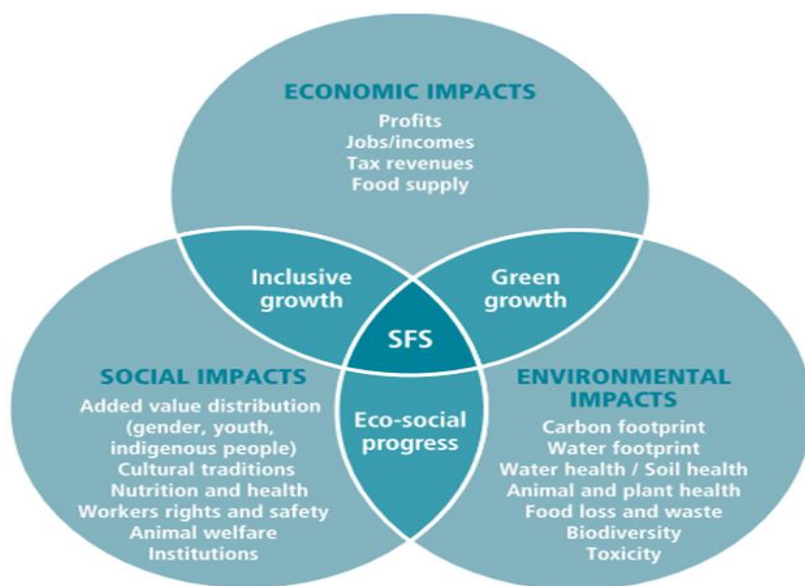 ECONOMIC IMPACTS
Profits
Jobs/incomes
Tax revenues
Food supply
Inclusive
growth
Green
growth
SFS
SOCIAL IMPACTS
Added value distribution
(gender, youth,
indigenous people)
Cultural traditions
Nutrition and health
Workers rights and safety
Animal welfare
Institutions
Eco-social
progress
ENVIRONMENTAL
IMPACTS
Carbon footprint
Water footprint
Water health / Soil health
Animal and plant health
Food loss and waste
Biodiversity
Toxicity